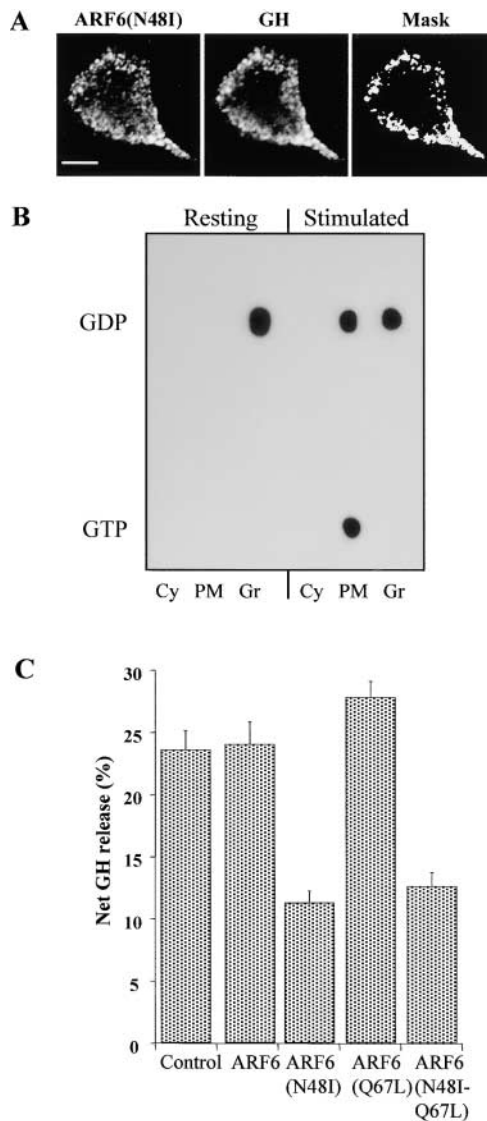 A
ARF6(N48I) GH Mask
B
Resting Stimulated
GDP
GTP
Cy PM Gr Cy PM Gr
C
Net GH release (%)
30
25
20
15
10
5
0
Control ARF6 ARF6 ARF6 ARF6
(N48I) (Q67L) (N48I-
Q67L)